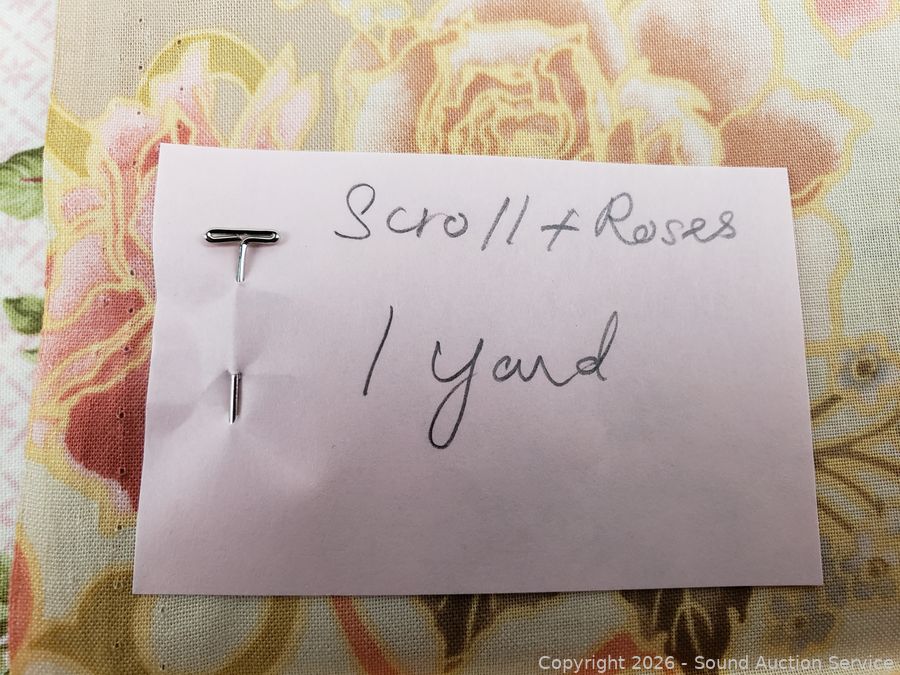 Scroll + Roses
1 yard
Copyright 2026 - Sound Auction Service